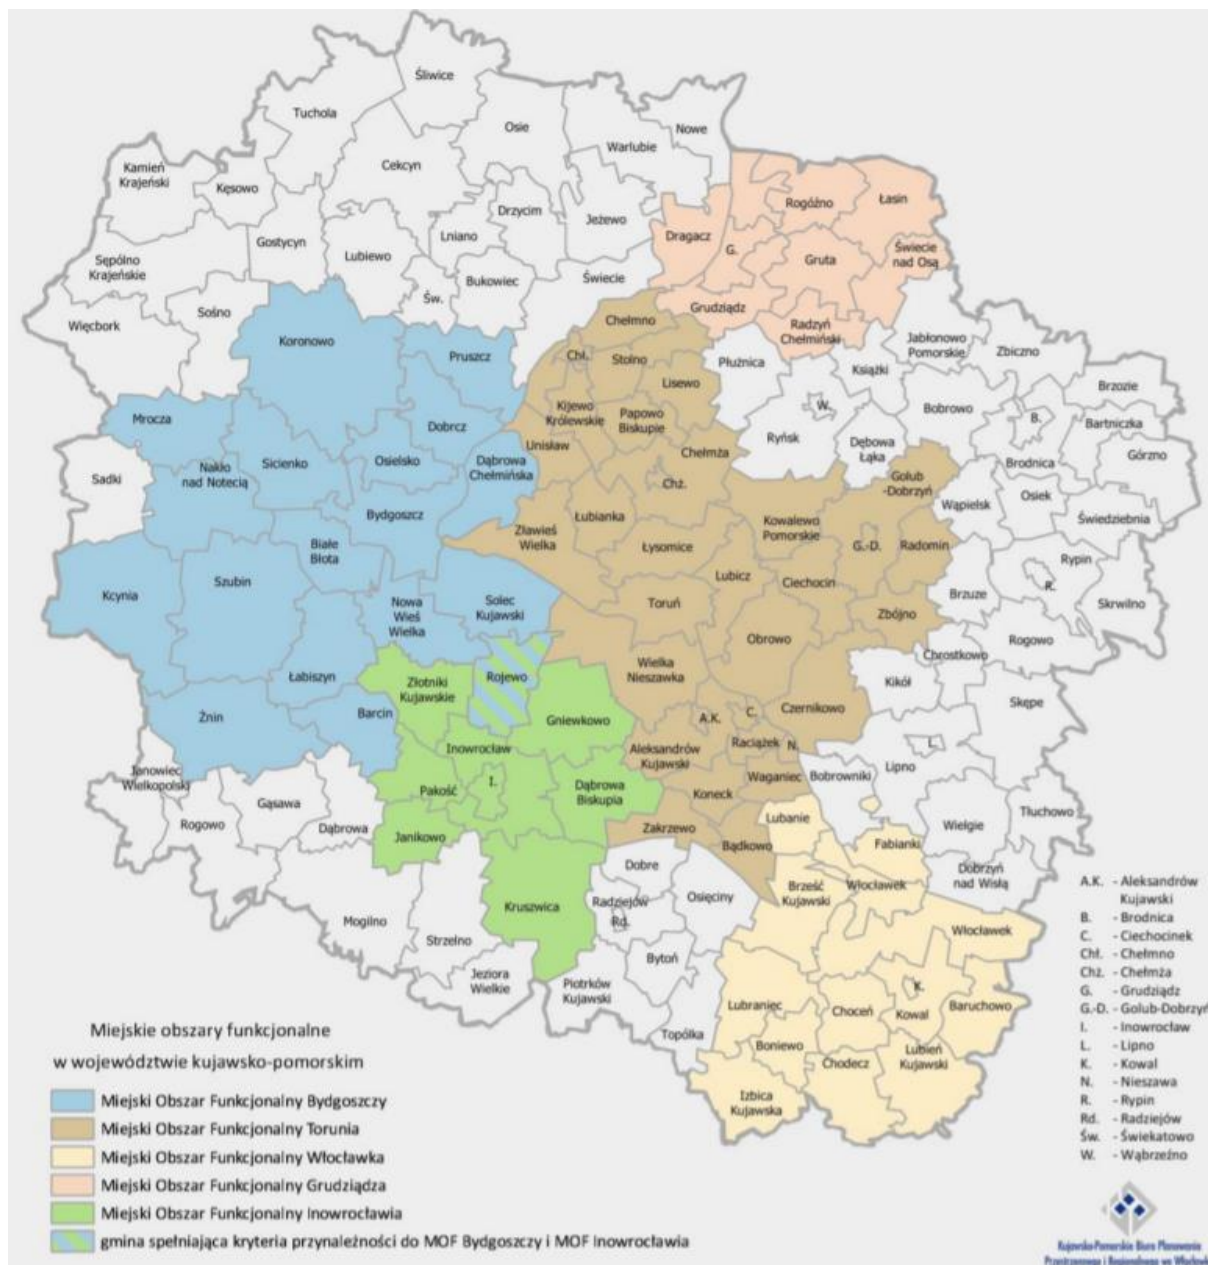 Śliwice
Tuchola
Osie
Nowe
Warlubie
Cekcyn
Kamień
Krajeński
Kęsowo
Rogóźno
Łasin
Drzycim
Jeżewo
Dragacz
Lniano
Gostycyn
Lubiewo
G.
Świecie
nad Osą
Gruta
Sępólno
Krajeńskie
Bukowiec
Świecie
Św.
Grudziądz
Sośno
Więcbork
Chełmno
Radzyń
Chełmiński
Koronowo
Jabłonowo
Pomorskie
Zbiczno
Pruszcz
Chł.
Stolno
Płużnica
Książki
Lisewo
Brzozie
Mrocza
Kijewo
Królewskie
Papowo
Biskupie
W.
Bobrowo
B.
Bartniczka
Dobrcz
Unisław
Ryńsk
Dębowa
Łąka
Chełmża
Górzno
Sadki
Nakło
nad Notecią
Sicienko
Osielsko
Dąbrowa
Chełmińska
Brodnica
Golub
-Dobrzyń
Chż.
Wąpielsk
Osiek
Bydgoszcz
Łubianka
Świedziebnia
Zławieś
Wielka
Kowalewo
Pomorskie
Białe
Błota
Łysomice
G.-D.
Radomin
Rypin
Szubin
Lubicz
Ciechocin
Kcynia
R.
Brzuze
Solec
Kujawski
Nowa
Wieś
Wielka
Toruń
Skrwilno
Zbójno
Obrowo
Rogowo
Chrostkowo
Wielka
Nieszawka
Łabiszyn
Złotniki
Kujawskie
Rojewo
Kikół
Skępe
Czernikowo
Żnin
Barcin
Gniewkowo
A.K.
C.
Inowrocław
Aleksandrów
Kujawski
Raciążek
N.
L.
Lipno
Janowiec
Wielkopolski
Waganiec
Bobrowniki
I.
Dąbrowa
Biskupia
Pakość
Koneck
Gąsawa
Tłuchowo
Lubanie
Wielgie
Rogowo
Dąbrowa
Janikowo
Zakrzewo
Bądkowo
Fabianki
Dobre
Dobrzyń
nad Wisłą
Brześć
Kujawski
Włocławek
Osięciny
Kruszwica
Radziejów
Rd.
Mogilno
Włocławek
Strzelno
Bytoń
Jeziora
Wielkie
Piotrków
Kujawski
K.
Lubraniec
Choceń
Kowal
Baruchowo
Topólka
Boniewo
Lubień
Kujawski
Chodecz
Izbica
Kujawska
A.K. - Aleksandrów
Kujawski
B. - Brodnica
C. - Ciechocinek
Chł. - Chełmno
Chż. - Chełmża
G. - Grudziądz
G.-D. - Golub-Dobrzyń
I. - Inowrocław
L. - Lipno
K. - Kowal
N. - Nieszawa
R. - Rypin
Rd. - Radziejów
Św. - Świekatowo
W. - Wąbrzeźno
Miejskie obszary funkcjonalne
w województwie kujawsko-pomorskim
Miejski Obszar Funkcjonalny Bydgoszczy
Miejski Obszar Funkcjonalny Torunia
Miejski Obszar Funkcjonalny Włocławka
Miejski Obszar Funkcjonalny Grudziądza
Miejski Obszar Funkcjonalny Inowrocławia
gmina spełniająca kryteria przynależności do MOF Bydgoszczy i MOF Inowrocławia
Kujawsko-Pomorskie Biuro Planowania
Przestrzennego i Regionalnego we Włocławku